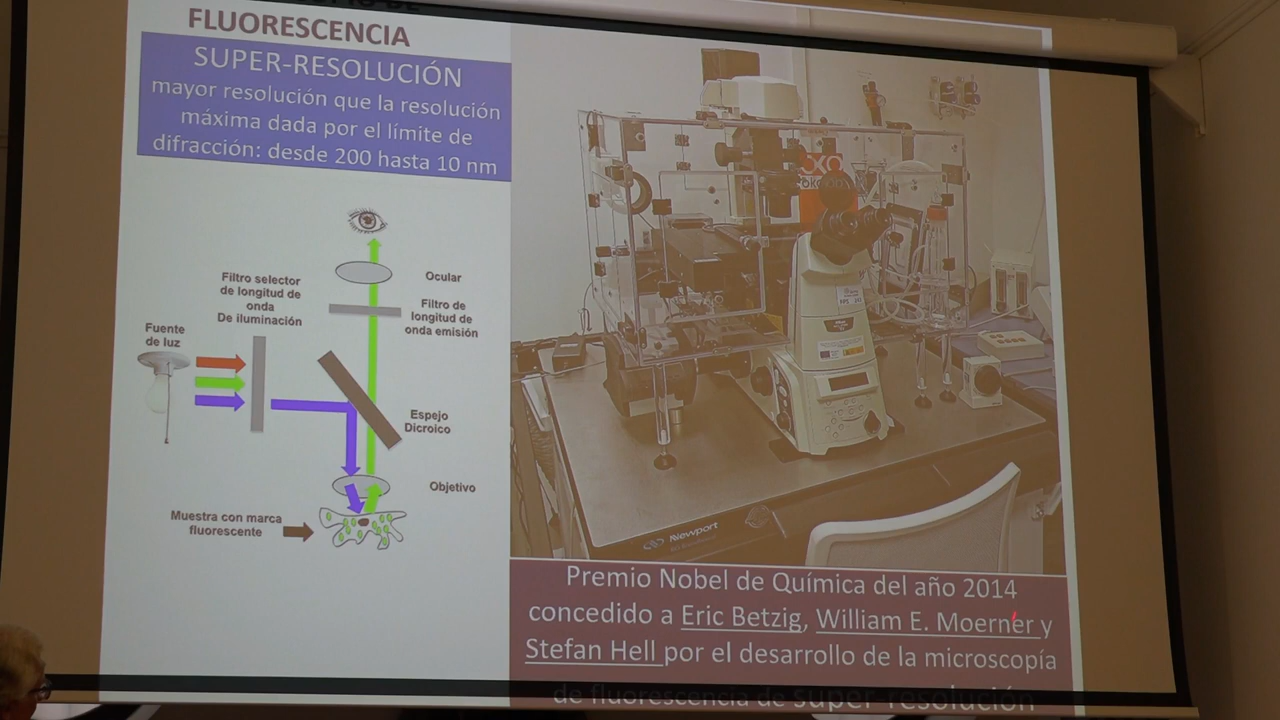 FLUORESCENCIA
SUPER-RESOLUCIÓN
mayor resolución que la resolución
máxima dada por el límite de
difracción: desde 200 hasta 10 nm
Filtro selector
de longitud de
onda
De iluminación
Ocular
Filtro de
longitud de
onda emisión
Fuente
de luz
Espejo
Dicroico
Objetivo
Muestra con marca
fluorescente
Newport
Premio Nobel de Química del año 2014
concedido a Eric Betzig, William E. Moerner y
Stefan Hell por el desarrollo de la microscopía
de fluorescencia de super-resolución